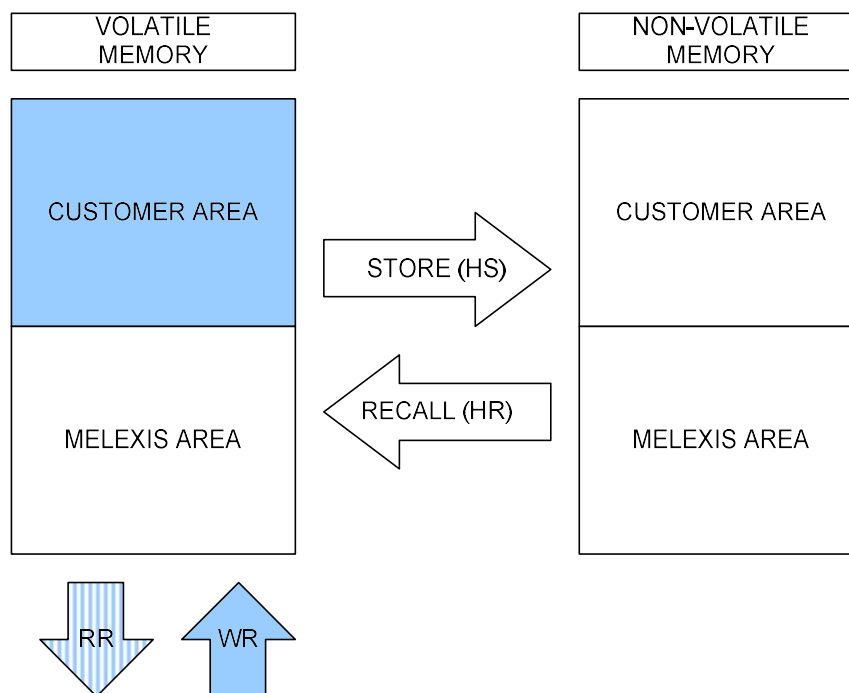 VOLATILE
MEMORY
NON-VOLATILE
MEMORY
CUSTOMER AREA
CUSTOMER AREA
STORE (HS)
RECALL (HR)
MELEXIS AREA
MELEXIS AREA
RR
WR